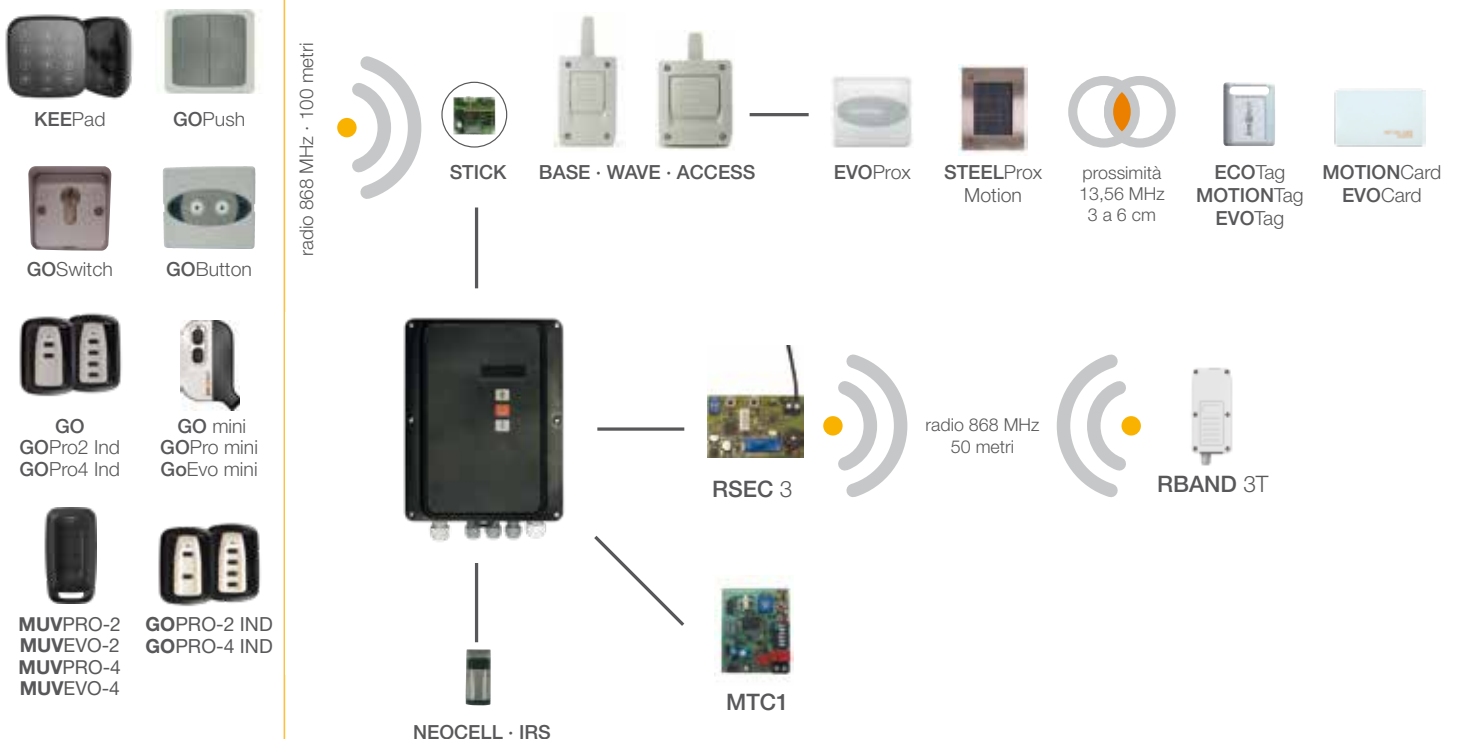 KEEPad
GOPush
GOSwitch
GOButton
GO
GOPro2 Ind
GOPro4 Ind
GO mini
GOPro mini
GoEvo mini
MUVPRO-2
MUVEVO-2
MUVPRO-4
MUVEVO-4
GOPRO-2 IND
GOPRO-4 IND
radio 868 MHz · 100 metri
STICK
BASE · WAVE · ACCESS
EVOProx
STEELProx
Motion
prossimità
13,56 MHz
3 a 6 cm
ECOTag
MOTIONTag
EVOTag
MOTIONCard
EVOCard
RSEC 3
radio 868 MHz
50 metri
RBAND 3T
MTC1
NEOCELL · IRS